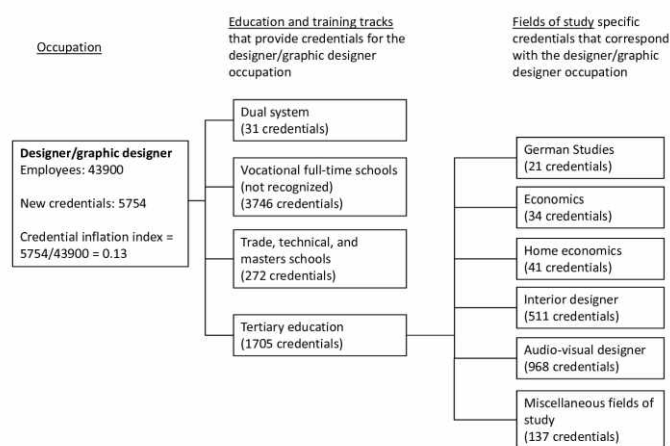 Occupation
Education and training tracks
that provide credentials for the
designer/graphic designer
occupation
Fields of study specific
credentials that correspond
with the designer/graphic
designer occupation
Designer/graphic designer
Employees: 43900
New credentials: 5754
Credential inflation index =
5754/43900 = 0.13
Dual system
(31 credentials)
Vocational full-time schools
(not recognized)
(3746 credentials)
Trade, technical, and
masters schools
(272 credentials)
Tertiary education
(1705 credentials)
German Studies
(21 credentials)
Economics
(34 credentials)
Home economics
(41 credentials)
Interior designer
(511 credentials)
Audio-visual designer
(968 credentials)
Miscellaneous fields of
study
(137 credentials)